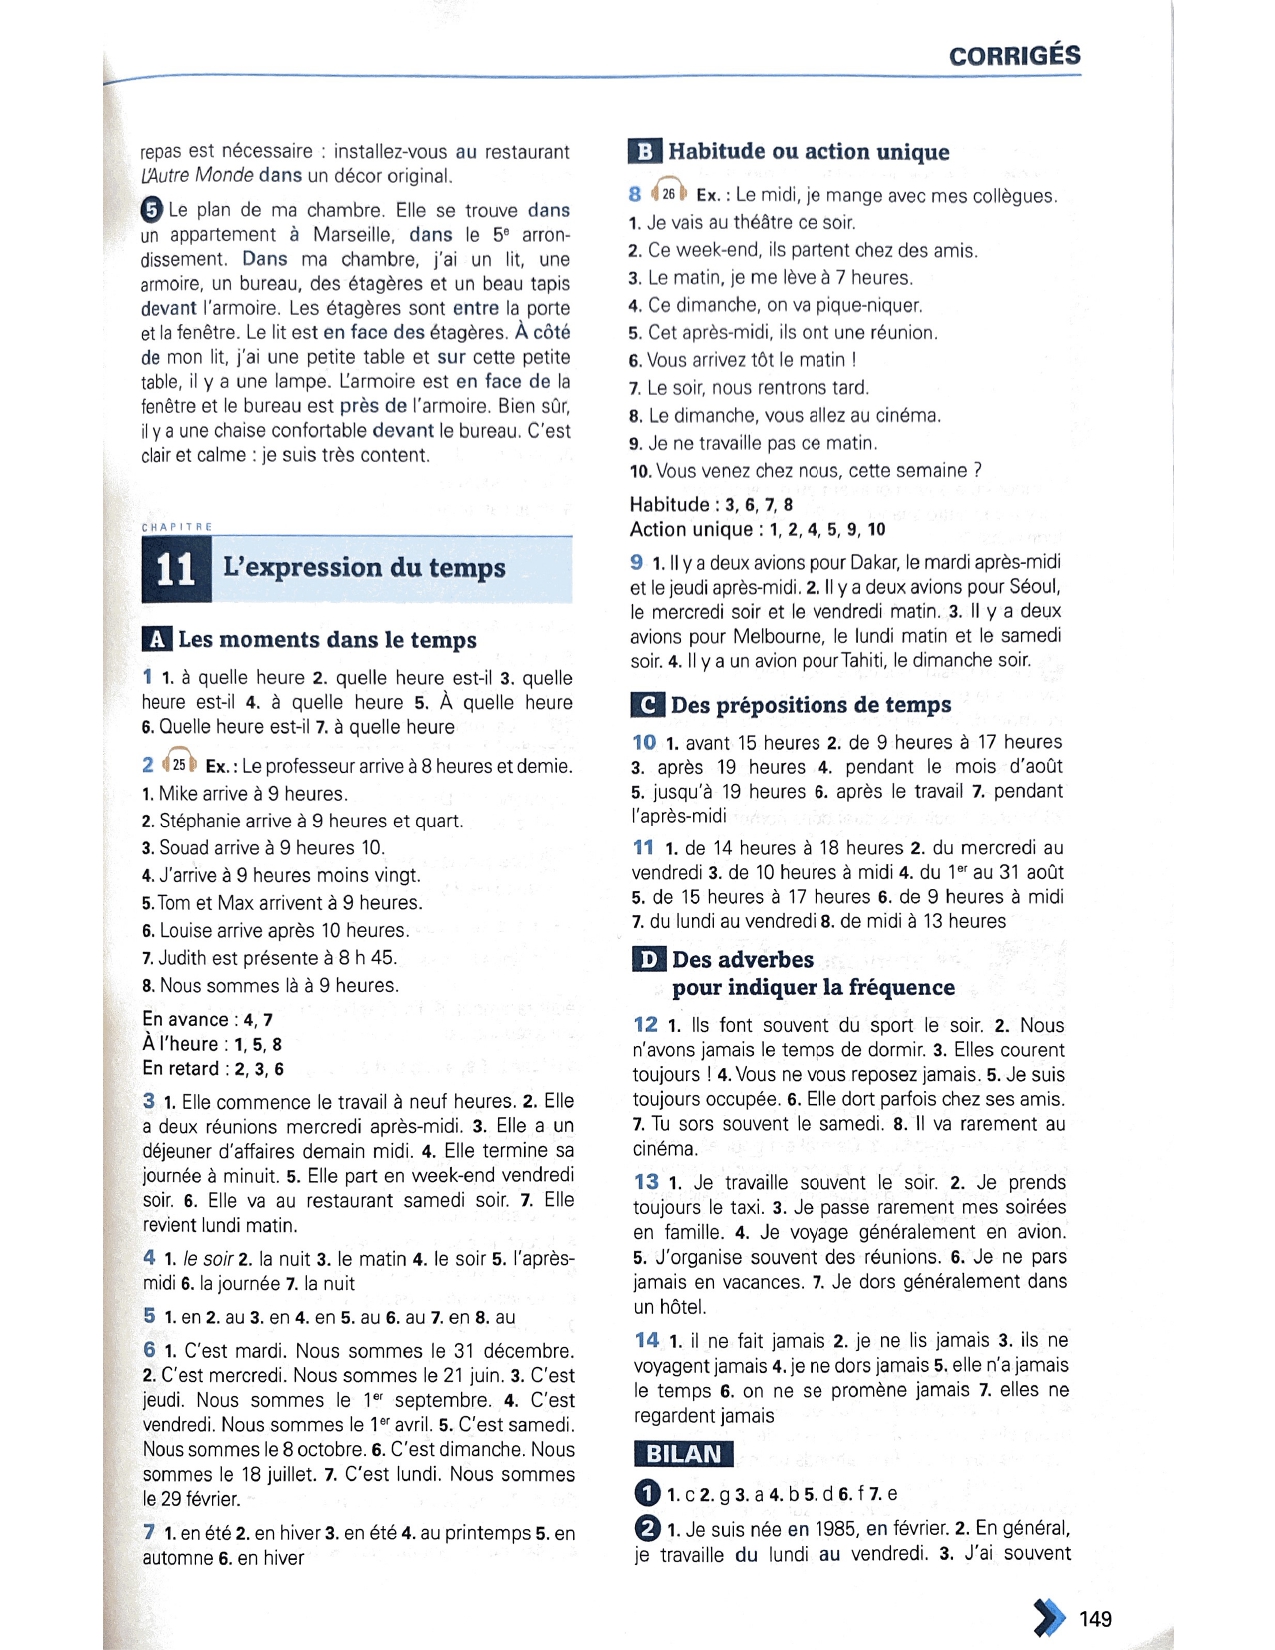 CORRIGÉS
repas est nécessaire : installez-vous au restaurant
L'Autre Monde dans un décor original.
5 Le plan de ma chambre. Elle se trouve dans
un appartement à Marseille, dans le 5e arron-
dissement. Dans ma chambre, j'ai un lit, une
armoire, un bureau, des étagères et un beau tapis
devant l'armoire. Les étagères sont entre la porte
et la fenêtre. Le lit est en face des étagères. À côté
de mon lit, j'ai une petite table et sur cette petite
table, il y a une lampe. L'armoire est en face de la
fenêtre et le bureau est près de l'armoire. Bien sûr,
il y a une chaise confortable devant le bureau. C'est
clair et calme : je suis très content.
CHAPITRE
11 L'expression du temps
A Les moments dans le temps
1 1. à quelle heure 2. quelle heure est-il 3. quelle
heure est-il 4. à quelle heure 5. À quelle heure
6. Quelle heure est-il 7. à quelle heure
2 25 Ex. : Le professeur arrive à 8 heures et demie.
1. Mike arrive à 9 heures.
2. Stéphanie arrive à 9 heures et quart.
3. Souad arrive à 9 heures 10.
4. J'arrive à 9 heures moins vingt.
5. Tom et Max arrivent à 9 heures.
6. Louise arrive après 10 heures.
7. Judith est présente à 8 h 45.
8. Nous sommes là à 9 heures.
En avance : 4, 7
À l'heure : 1, 5, 8
En retard : 2, 3, 6
3 1. Elle commence le travail à neuf heures. 2. Elle
a deux réunions mercredi après-midi. 3. Elle a un
déjeuner d'affaires demain midi. 4. Elle termine sa
journée à minuit. 5. Elle part en week-end vendredi
soir. 6. Elle va au restaurant samedi soir. 7. Elle
revient lundi matin.
4 1. le soir 2. la nuit 3. le matin 4. le soir 5. l'après-
midi 6. la journée 7. la nuit
5 1. en 2. au 3. en 4. en 5. au 6. au 7. en 8. au
6 1. C'est mardi. Nous sommes le 31 décembre.
2. C'est mercredi. Nous sommes le 21 juin. 3. C'est
jeudi. Nous sommes le 1er septembre. 4. C'est
vendredi. Nous sommes le 1er avril. 5. C'est samedi.
Nous sommes le 8 octobre. 6. C'est dimanche. Nous
sommes le 18 juillet. 7. C'est lundi. Nous sommes
le 29 février.
7 1. en été 2. en hiver 3. en été 4. au printemps 5. en
automne 6. en hiver
B Habitude ou action unique
8 26 Ex. : Le midi, je mange avec mes collègues.
1. Je vais au théâtre ce soir.
2. Ce week-end, ils partent chez des amis.
3. Le matin, je me lève à 7 heures.
4. Ce dimanche, on va pique-niquer.
5. Cet après-midi, ils ont une réunion.
6. Vous arrivez tôt le matin !
7. Le soir, nous rentrons tard.
8. Le dimanche, vous allez au cinéma.
9. Je ne travaille pas ce matin.
10. Vous venez chez nous, cette semaine ?
Habitude : 3, 6, 7, 8
Action unique : 1, 2, 4, 5, 9, 10
9 1. Il y a deux avions pour Dakar, le mardi après-midi
et le jeudi après-midi. 2. Il y a deux avions pour Séoul,
le mercredi soir et le vendredi matin. 3. Il y a deux
avions pour Melbourne, le lundi matin et le samedi
soir. 4. Il y a un avion pour Tahiti, le dimanche soir.
C Des prépositions de temps
10 1. avant 15 heures 2. de 9 heures à 17 heures
3. après 19 heures 4. pendant le mois d'août
5. jusqu'à 19 heures 6. après le travail 7. pendant
l'après-midi
11 1. de 14 heures à 18 heures 2. du mercredi au
vendredi 3. de 10 heures à midi 4. du 1er au 31 août
5. de 15 heures à 17 heures 6. de 9 heures à midi
7. du lundi au vendredi 8. de midi à 13 heures
D Des adverbes
pour indiquer la fréquence
12 1. Ils font souvent du sport le soir. 2. Nous
n'avons jamais le temps de dormir. 3. Elles courent
toujours ! 4. Vous ne vous reposez jamais. 5. Je suis
toujours occupée. 6. Elle dort parfois chez ses amis.
7. Tu sors souvent le samedi. 8. Il va rarement au
cinéma.
13 1. Je travaille souvent le soir. 2. Je prends
toujours le taxi. 3. Je passe rarement mes soirées
en famille. 4. Je voyage généralement en avion.
5. J'organise souvent des réunions. 6. Je ne pars
jamais en vacances. 7. Je dors généralement dans
un hôtel.
14 1. il ne fait jamais 2. je ne lis jamais 3. ils ne
voyagent jamais 4. je ne dors jamais 5. elle n'a jamais
le temps 6. on ne se promène jamais 7. elles ne
regardent jamais
BILAN
1 1. c 2. g 3. a 4. b 5. d 6. f 7. e
2 1. Je suis née en 1985, en février. 2. En général,
je travaille du lundi au vendredi. 3. J'ai souvent
149